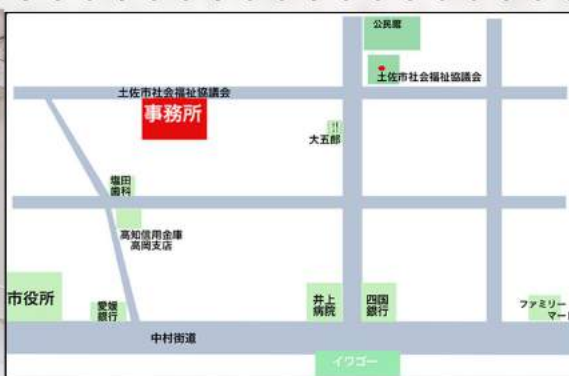 公民館
土佐市社会福祉協議会
土佐市社会福祉協議会
事務所
大五郎
塩田
歯科
高知信用金庫
高岡支店
市役所
愛媛
銀行
井上
病院
四国
銀行
ファミリー
マー
中村街道
イワゴー